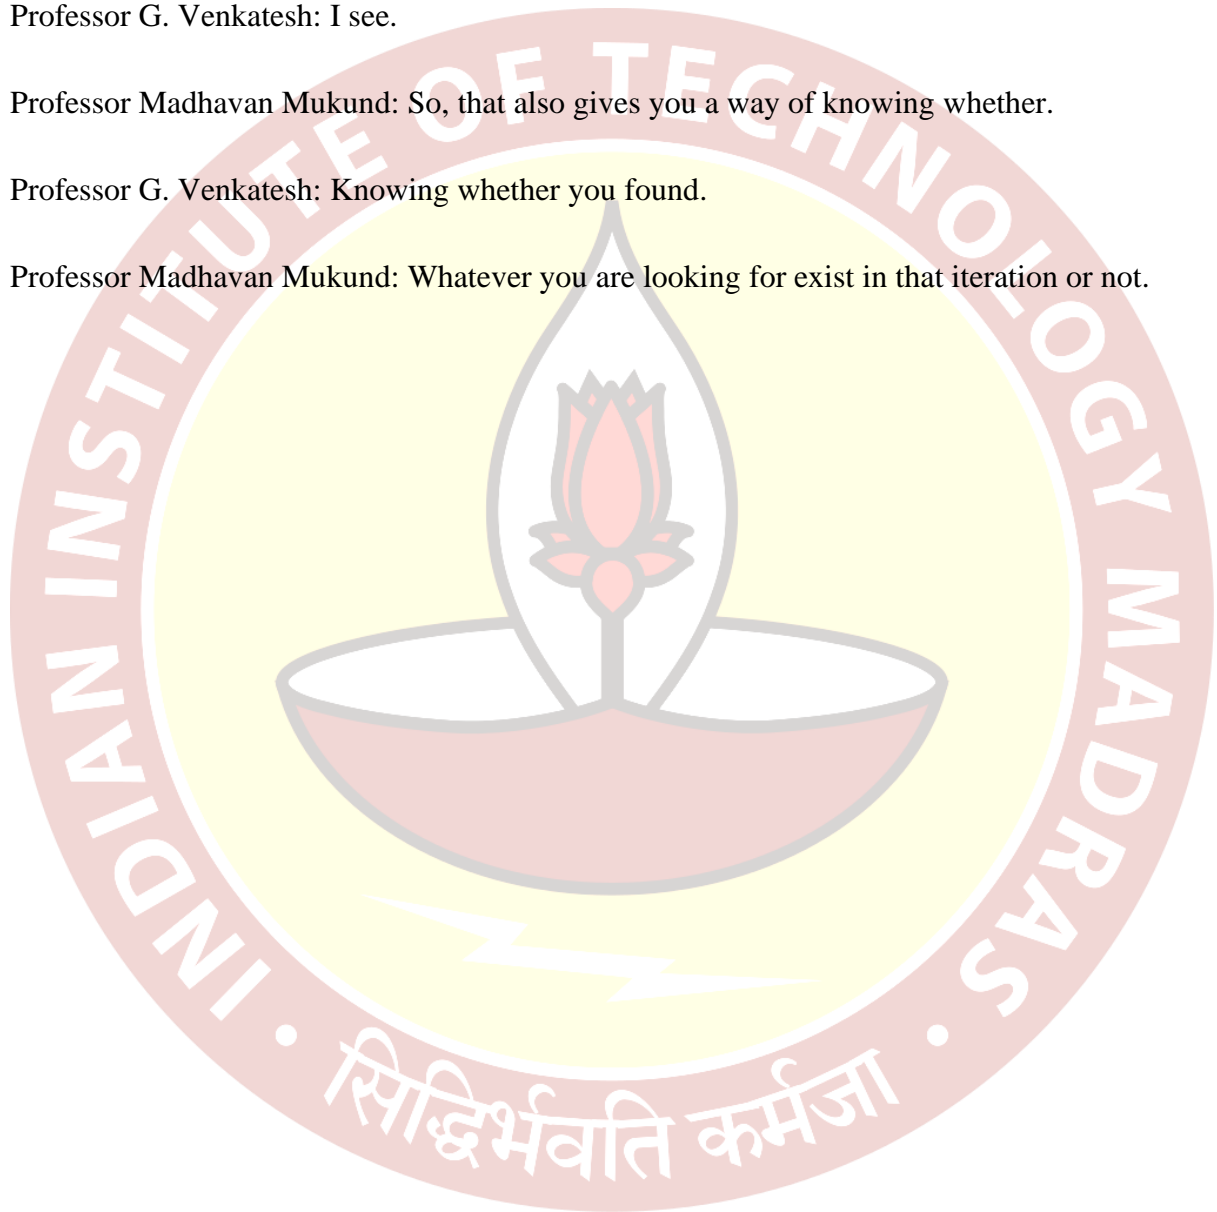 Professor G. Venkatesh: I see.
Professor Madhavan Mukund: So, that also gives you a way of knowing whether.
Professor G. Venkatesh: Knowing whether you found.
Professor Madhavan Mukund: Whatever you are looking for exist in that iteration or not.
INDIAN INSTITUTE OF TECHNOLOGY MADRAS
सिद्धिर्भवति कर्मजा